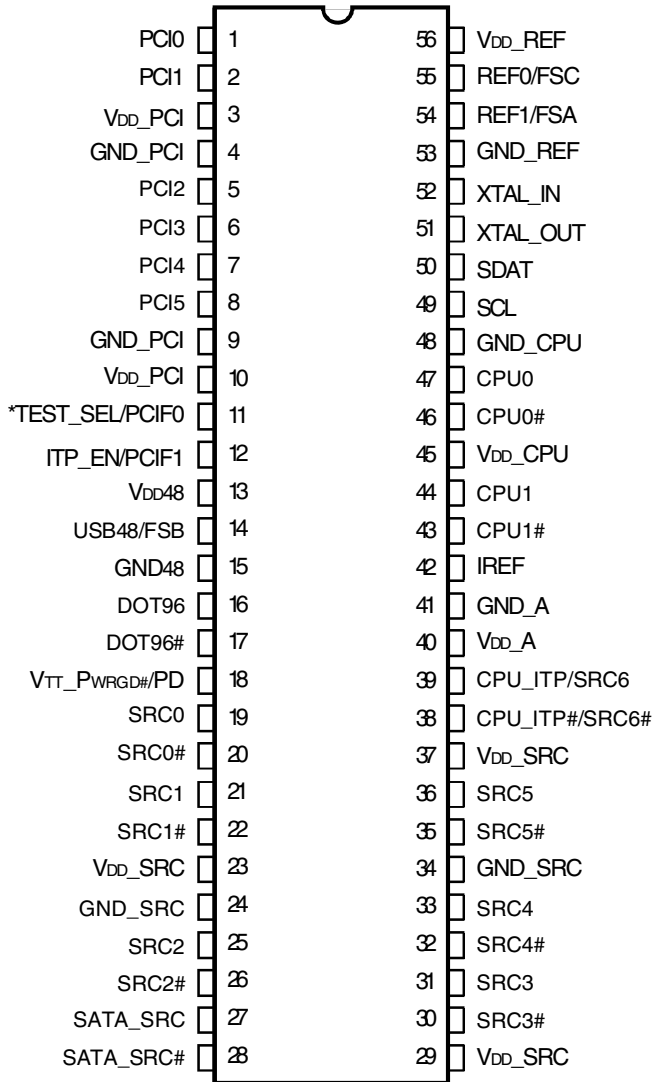 PCI0 1 56 VDD_REF
PCI1 2 55 REF0/FSC
VDD_PCI 3 54 REF1/FSA
GND_PCI 4 53 GND_REF
PCI2 5 52 XTAL_IN
PCI3 6 51 XTAL_OUT
PCI4 7 50 SDAT
PCI5 8 49 SCL
GND_PCI 9 48 GND_CPU
VDD_PCI 10 47 CPU0
*TEST_SEL/PCIF0 11 46 CPU0#
ITP_EN/PCIF1 12 45 VDD_CPU
VDD48 13 44 CPU1
USB48/FSB 14 43 CPU1#
GND48 15 42 IREF
DOT96 16 41 GND_A
DOT96# 17 40 VDD_A
VTT_PWRGD#/PD 18 39 CPU_ITP/SRC6
SRC0 19 38 CPU_ITP#/SRC6#
SRC0# 20 37 VDD_SRC
SRC1 21 36 SRC5
SRC1# 22 35 SRC5#
VDD_SRC 23 34 GND_SRC
GND_SRC 24 33 SRC4
SRC2 25 32 SRC4#
SRC2# 26 31 SRC3
SATA_SRC 27 30 SRC3#
SATA_SRC# 28 29 VDD_SRC